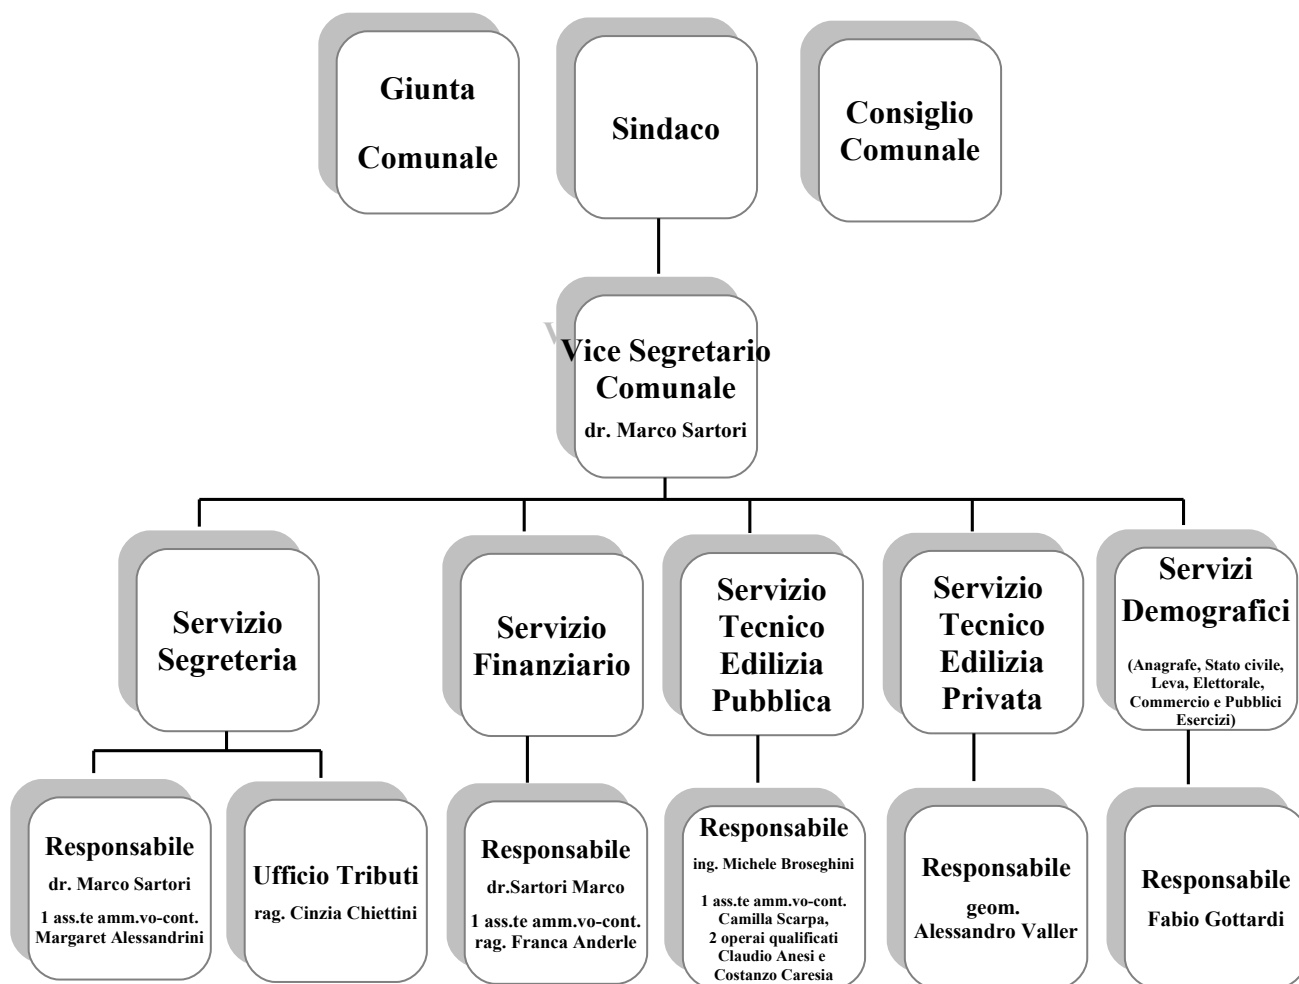 Giunta
Comunale
Sindaco
Consiglio
Comunale
Vice Segretario
Comunale
dr. Marco Sartori
Servizio
Segreteria
Servizio
Finanziario
Servizio
Tecnico
Edilizia
Pubblica
Servizio
Tecnico
Edilizia
Privata
Servizi
Demografici
(Anagrafe, Stato civile,
Leva, Elettorale,
Commercio e Pubblici
Esercizi)
Responsabile
dr. Marco Sartori
1 ass.te amm.vo-cont.
Margaret Alessandrini
Ufficio Tributi
rag. Cinzia Chiettini
Responsabile
dr.Sartori Marco
1 ass.te amm.vo-cont.
rag. Franca Anderle
Responsabile
ing. Michele Broseghini
1 ass.te amm.vo-cont.
Camilla Scarpa,
2 operai qualificati
Claudio Anesi e
Costanzo Caresia
Responsabile
geom.
Alessandro Valler
Responsabile
Fabio Gottardi